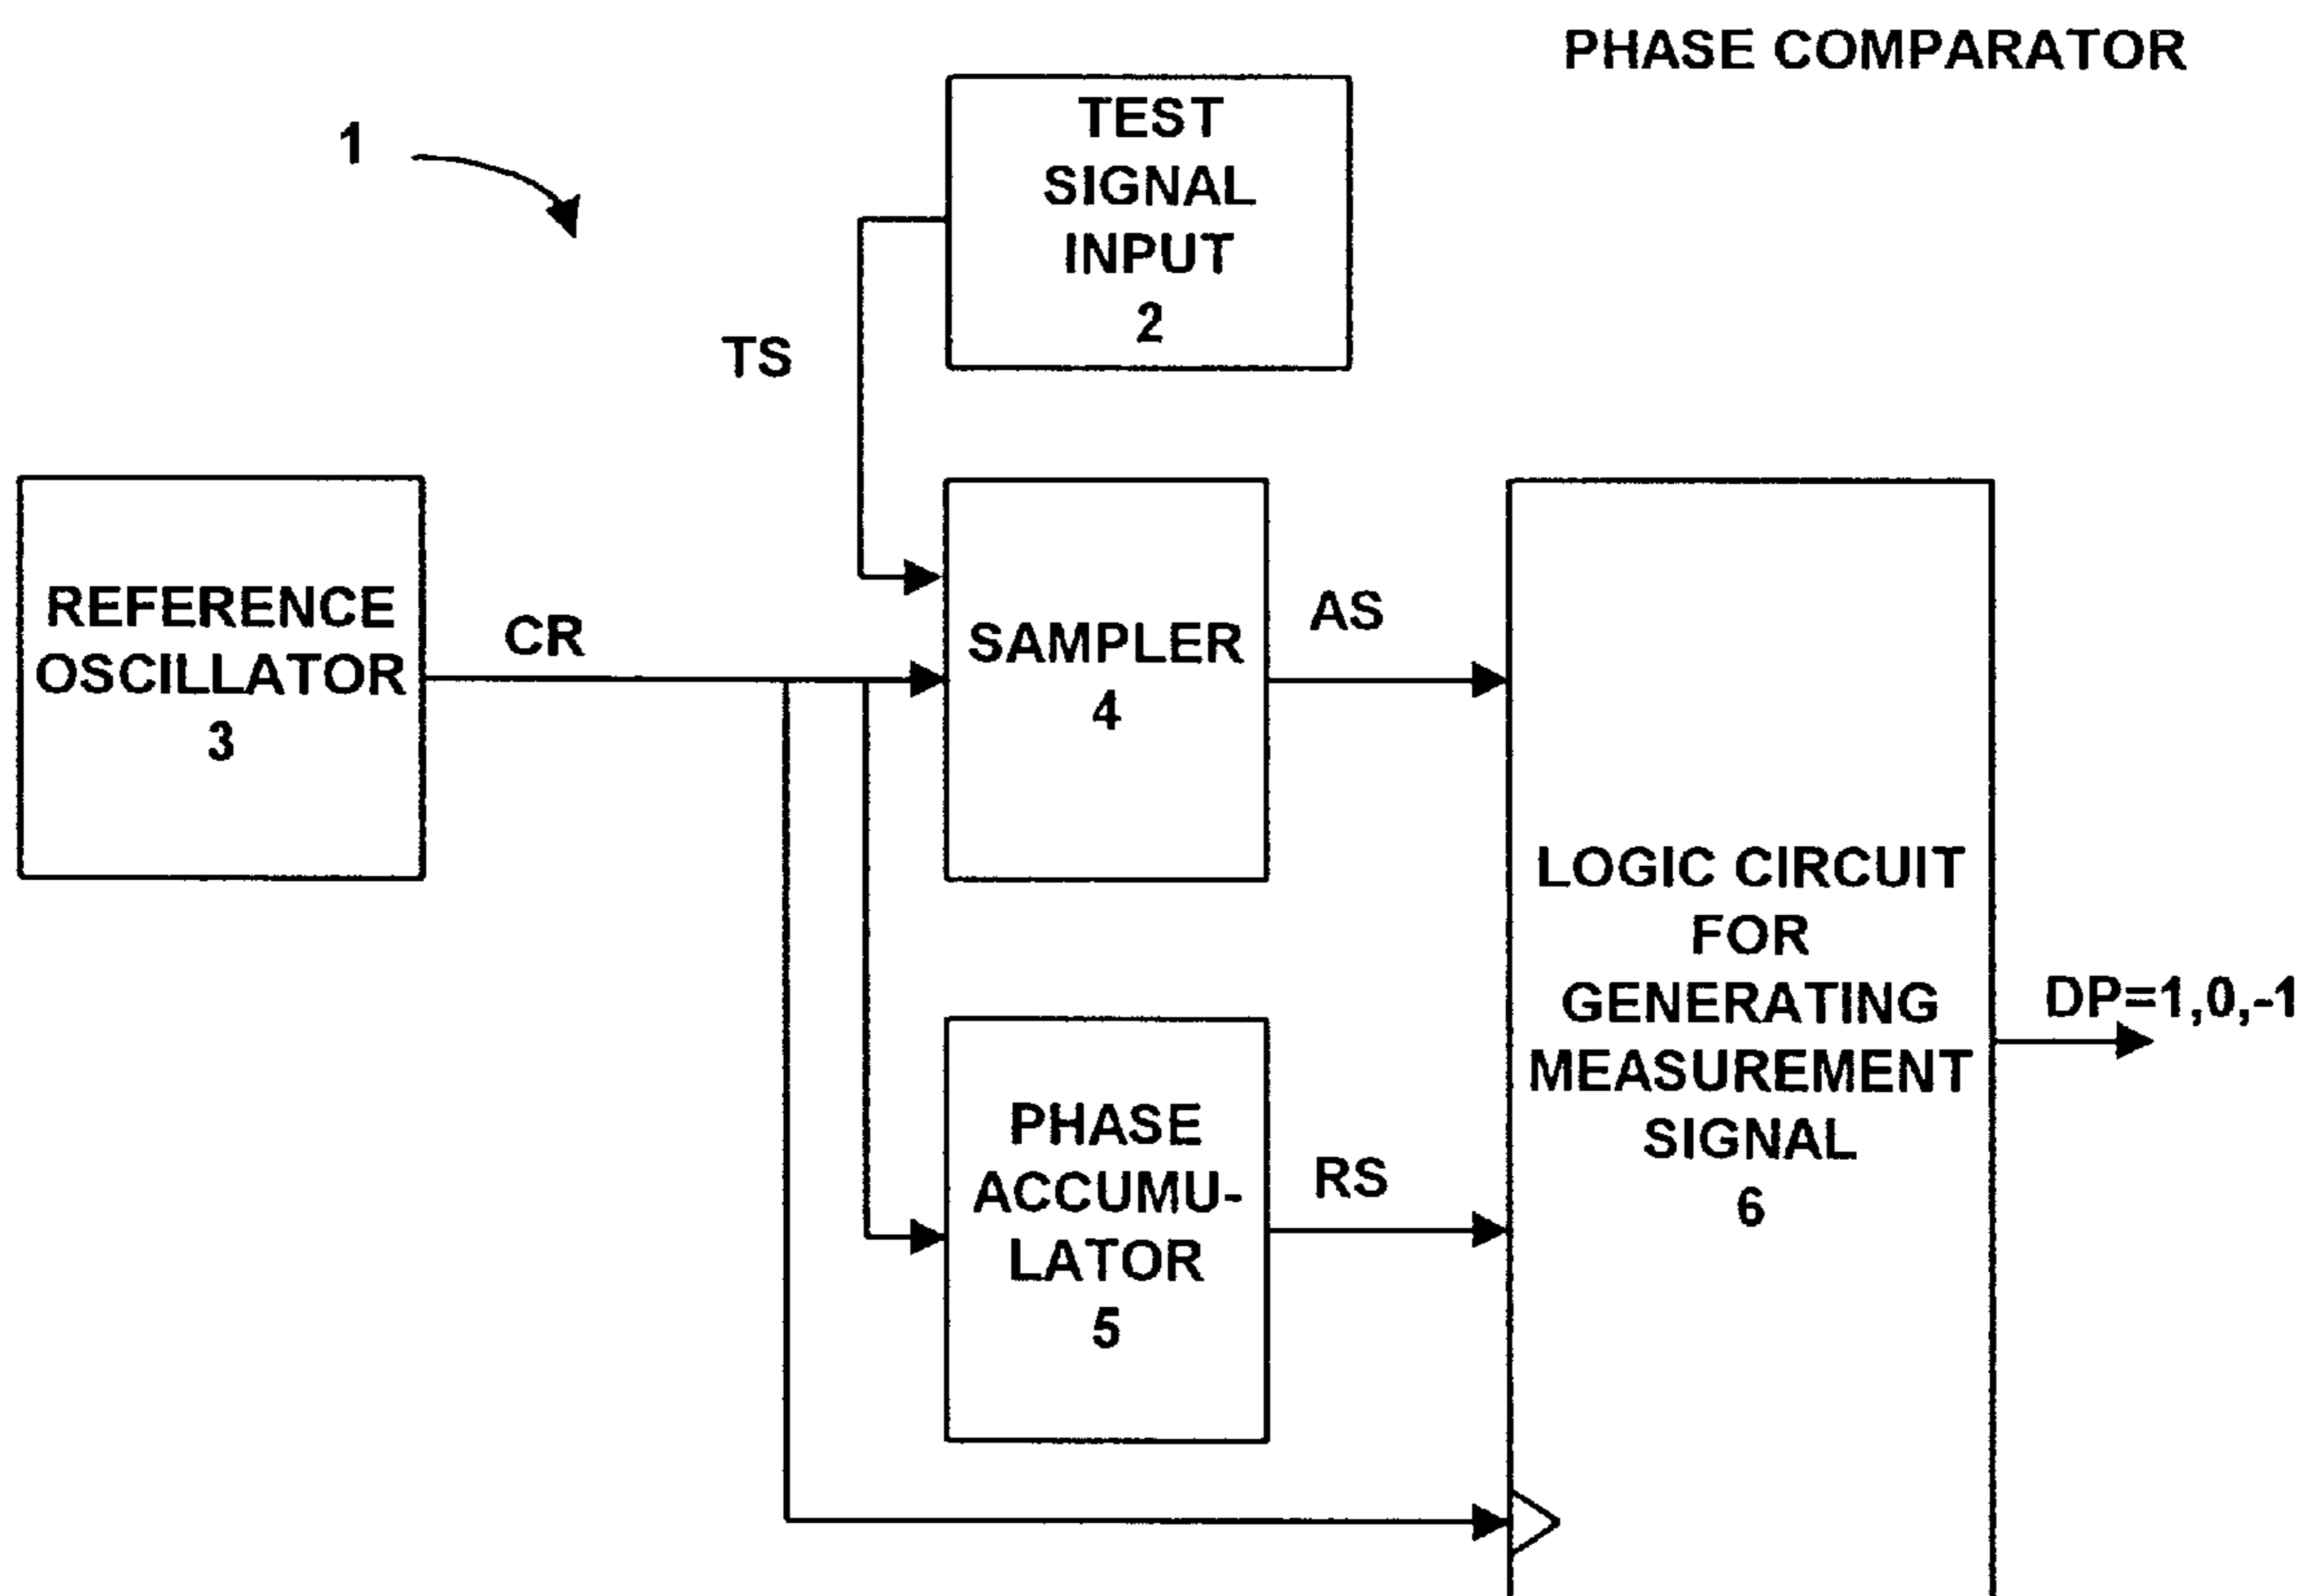 PHASE COMPARATOR
1
TEST
SIGNAL
INPUT
2
TS
REFERENCE
OSCILLATOR
3
CR
SAMPLER
4
AS
PHASE
ACCUMU-
LATOR
5
RS
LOGIC CIRCUIT
FOR
GENERATING
MEASUREMENT
SIGNAL
6
DP=1,0,-1